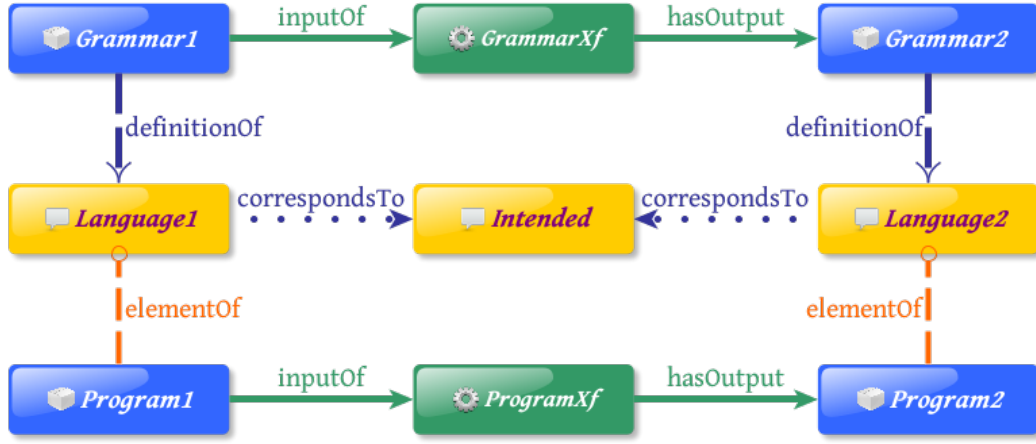 inputOf hasOutput
Grammar1 GrammarXf Grammar2
definitionOf definitionOf
correspondsTo correspondsTo
Language1 Intended Language2
elementOf elementOf
inputOf hasOutput
Program1 ProgramXf Program2